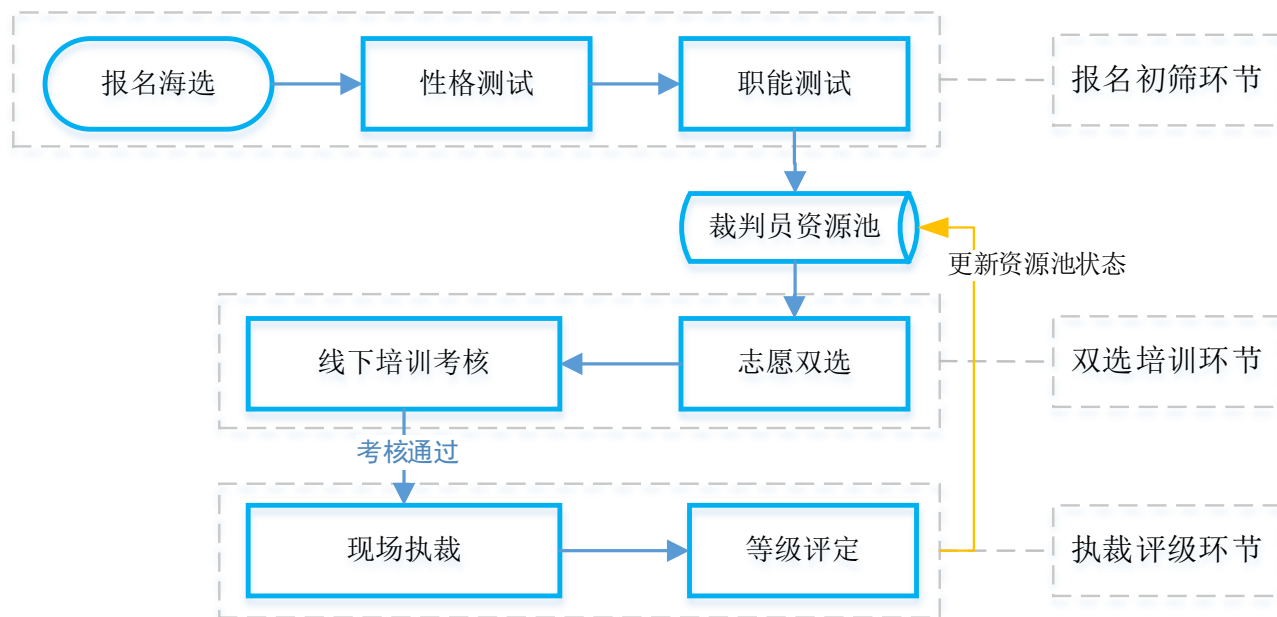 报名海选
性格测试
职能测试
报名初筛环节
裁判员资源池
更新资源池状态
线下培训考核
志愿双选
双选培训环节
考核通过
现场执裁
等级评定
执裁评级环节